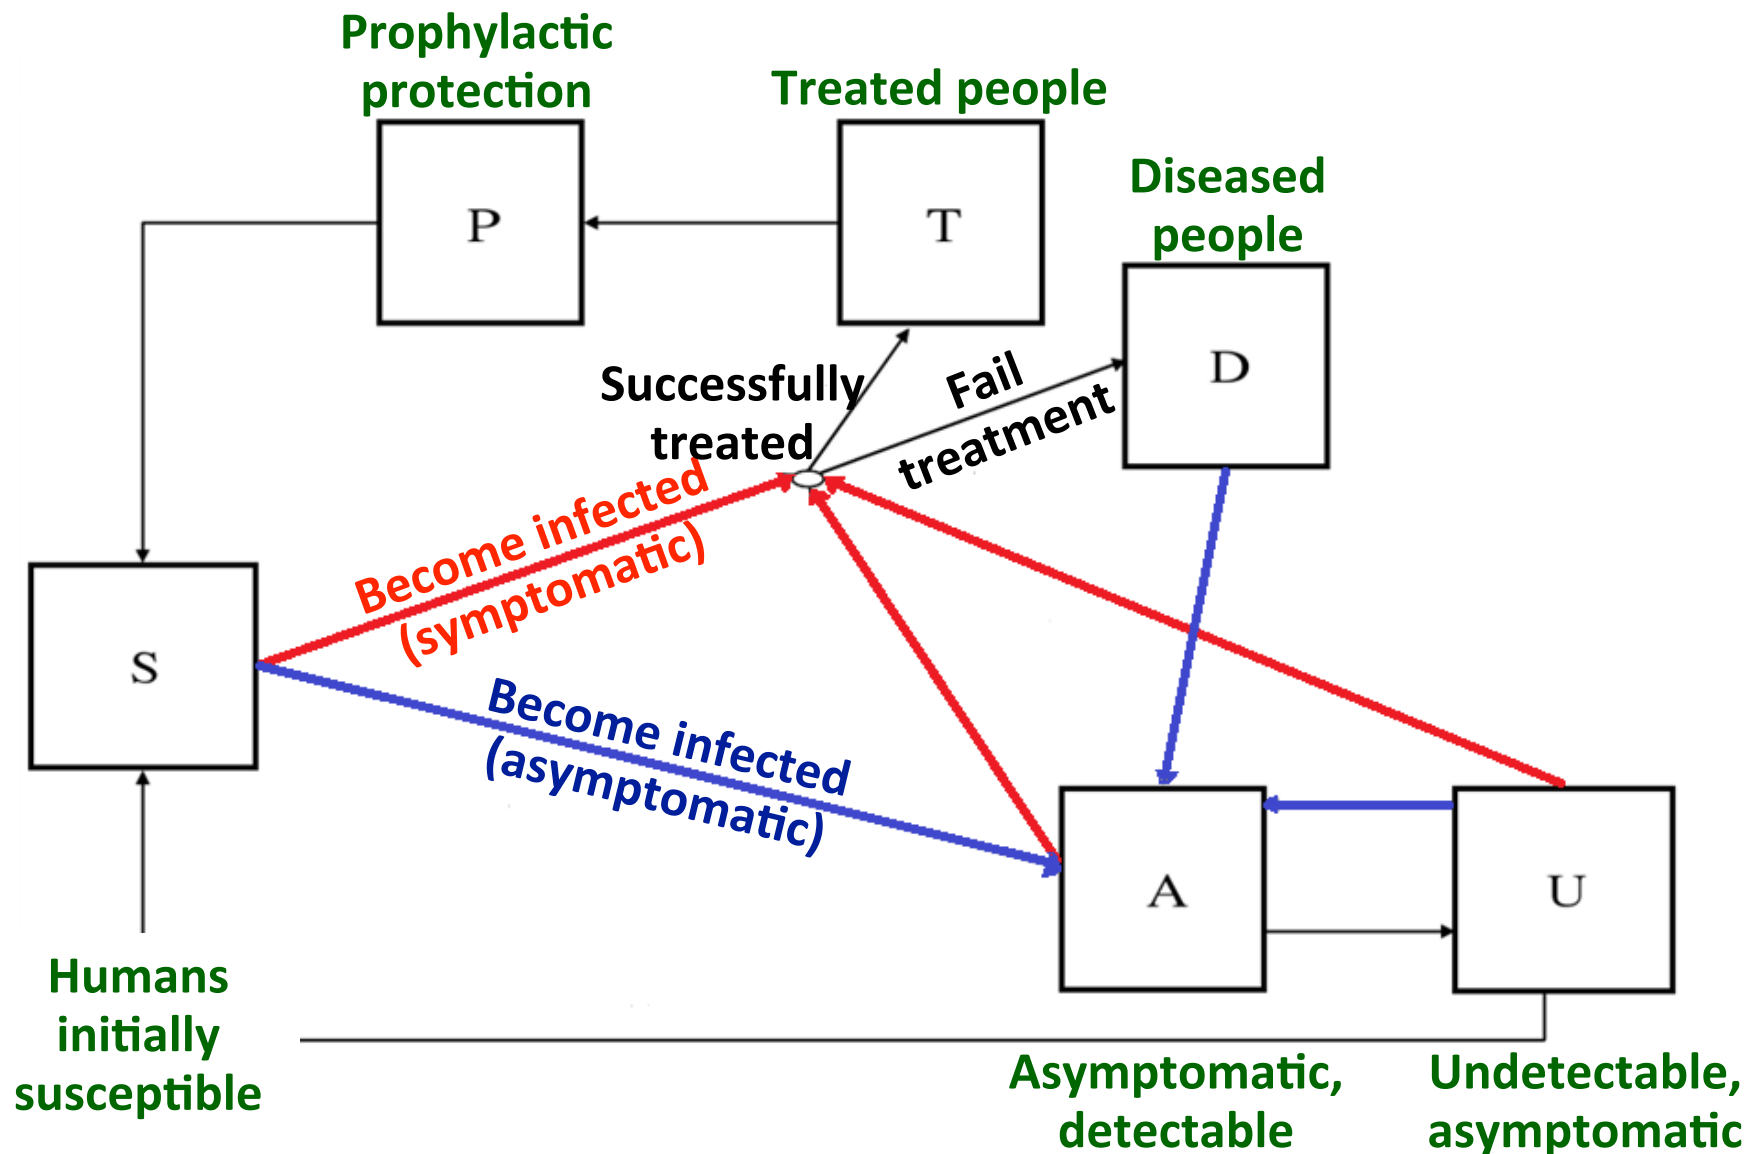 Prophylactic
protection
Treated people
Diseased
people
P
T
D
Successfully
treated
Fail
treatment
Become infected
(symptomatic)
S
Become infected
(asymptomatic)
A
U
Humans
initially
susceptible
Asymptomatic,
detectable
Undetectable,
asymptomatic